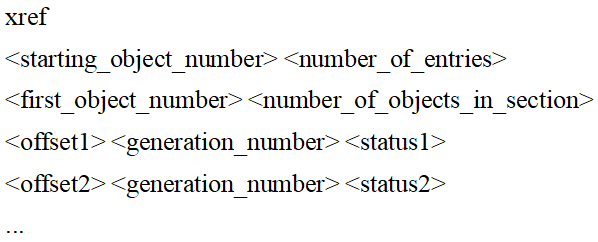 xref
<starting_object_number> <number_of_entries>
<first_object_number> <number_of_objects_in_section>
<offset1> <generation_number> <status1>
<offset2> <generation_number> <status2>
...